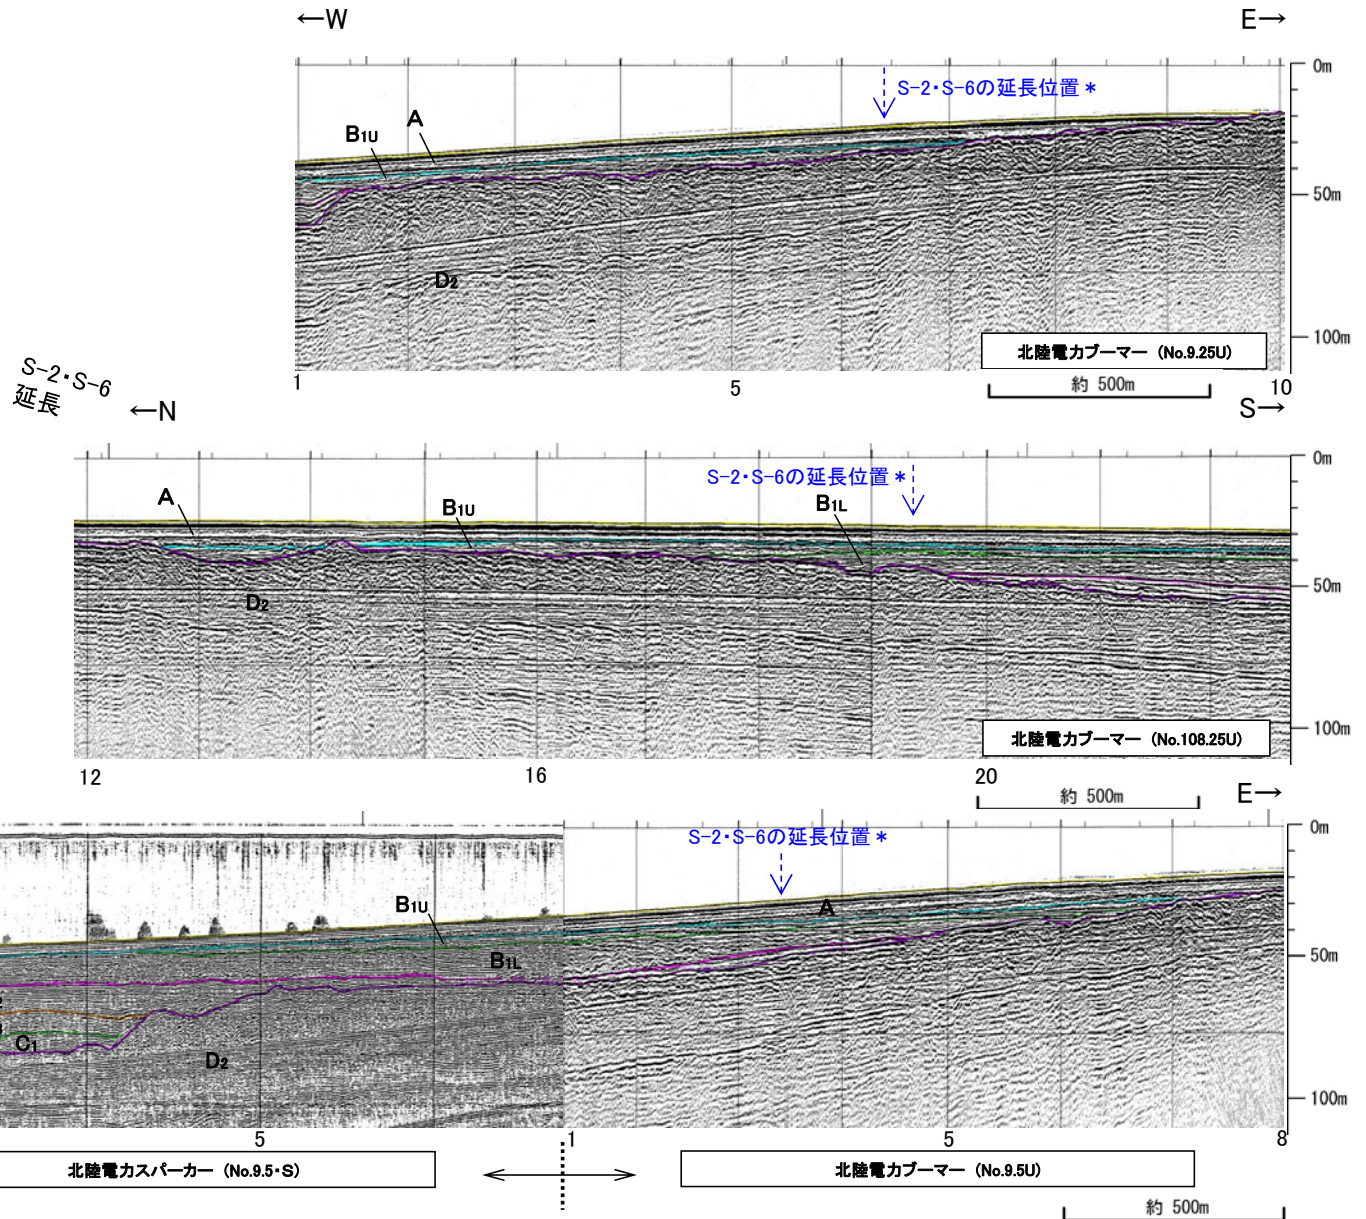 ←W
E→
0m
S-2・S-6の延長位置*
A
B1U
50m
D2
100m
北陸電力ブーマー (No.9.25U)
1
5
10
約 500m
S-2・S-6
延長
←N
S→
0m
S-2・S-6の延長位置*
A
B1U
B1L
50m
D2
100m
北陸電力ブーマー (No.108.25U)
12
16
20
約 500m
E→
0m
S-2・S-6の延長位置*
B1U
A
B1L
50m
C1
D2
100m
5
1
5
8
北陸電力スパーカー (No.9.5・S)
北陸電力ブーマー (No.9.5U)
約 500m